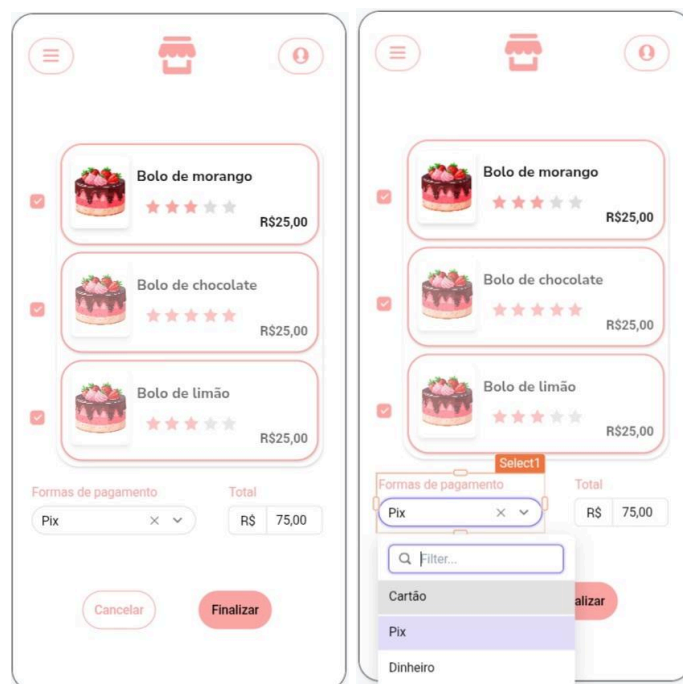 Bolo de morango
R$25,00
Bolo de chocolate
R$25,00
Bolo de limão
R$25,00
Formas de pagamento
Total
Pix
R$ 75,00
Cancelar
Finalizar
Bolo de morango
R$25,00
Bolo de chocolate
R$25,00
Bolo de limão
R$25,00
Select1
Formas de pagamento
Total
Pix
R$ 75,00
Filter...
Cartão
alizar
Pix
Dinheiro